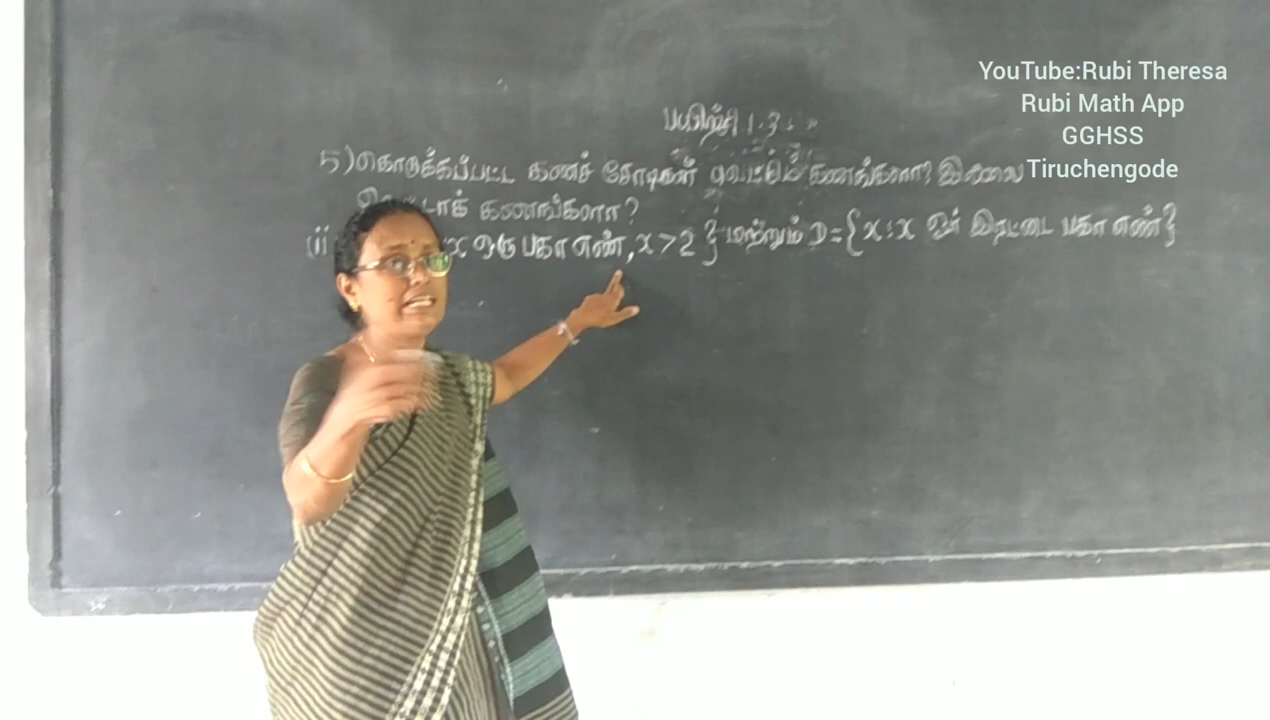 YouTube:Rubi Theresa
Rubi Math App
GGHSS
Tiruchengode
பயிற்சி 1.3
5) கொடுக்கப்பட்ட கணச் சோடிகள் வெட்டும் கணங்களா? இல்லை
கணங்களா?
x ஒரு பகா எண், x > 2 } மற்றும் D = { x : x ஓர் இரட்டை பகா எண் }